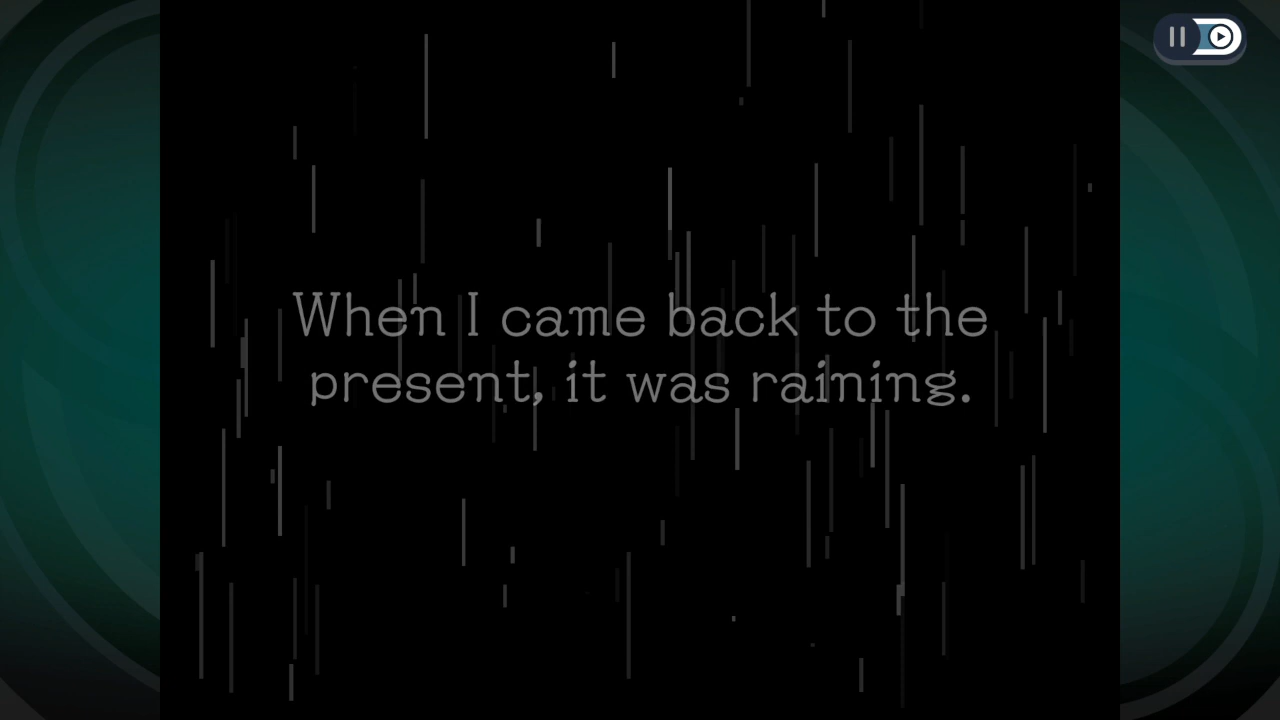 When I came back to the
present, it was raining.